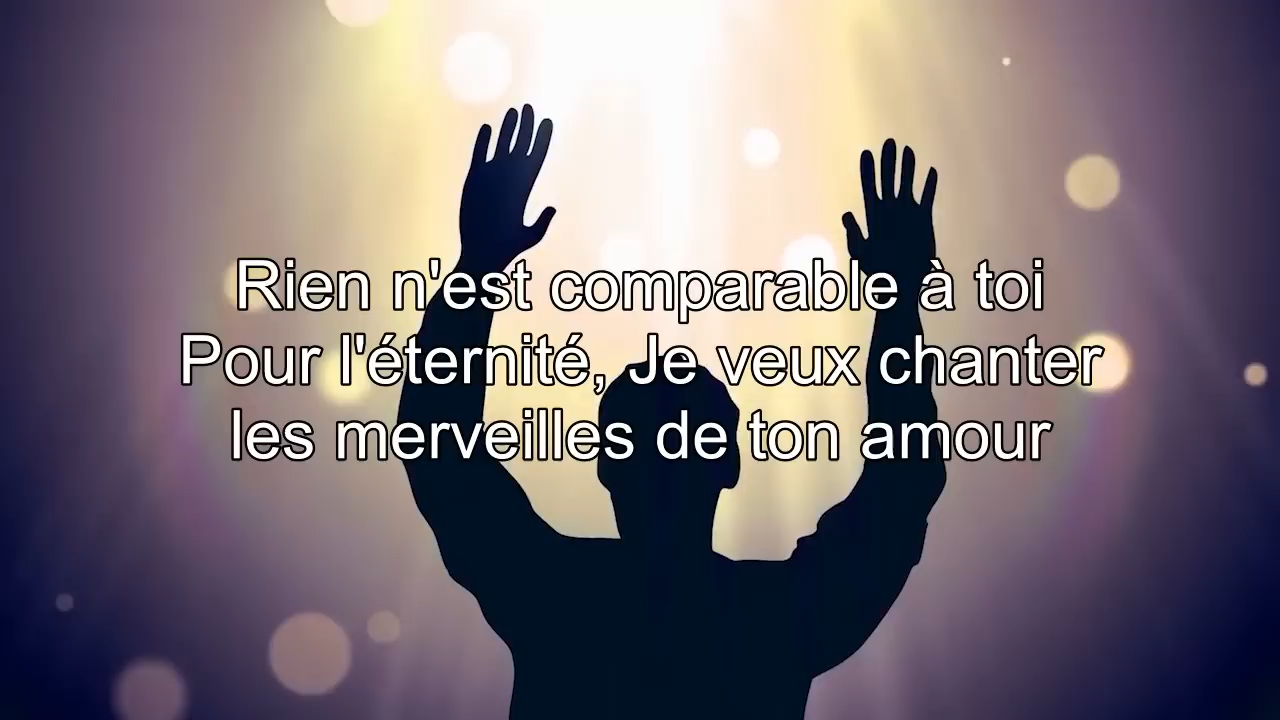 Rien n'est comparable à toi
Pour l'éternité, Je veux chanter
les merveilles de ton amour